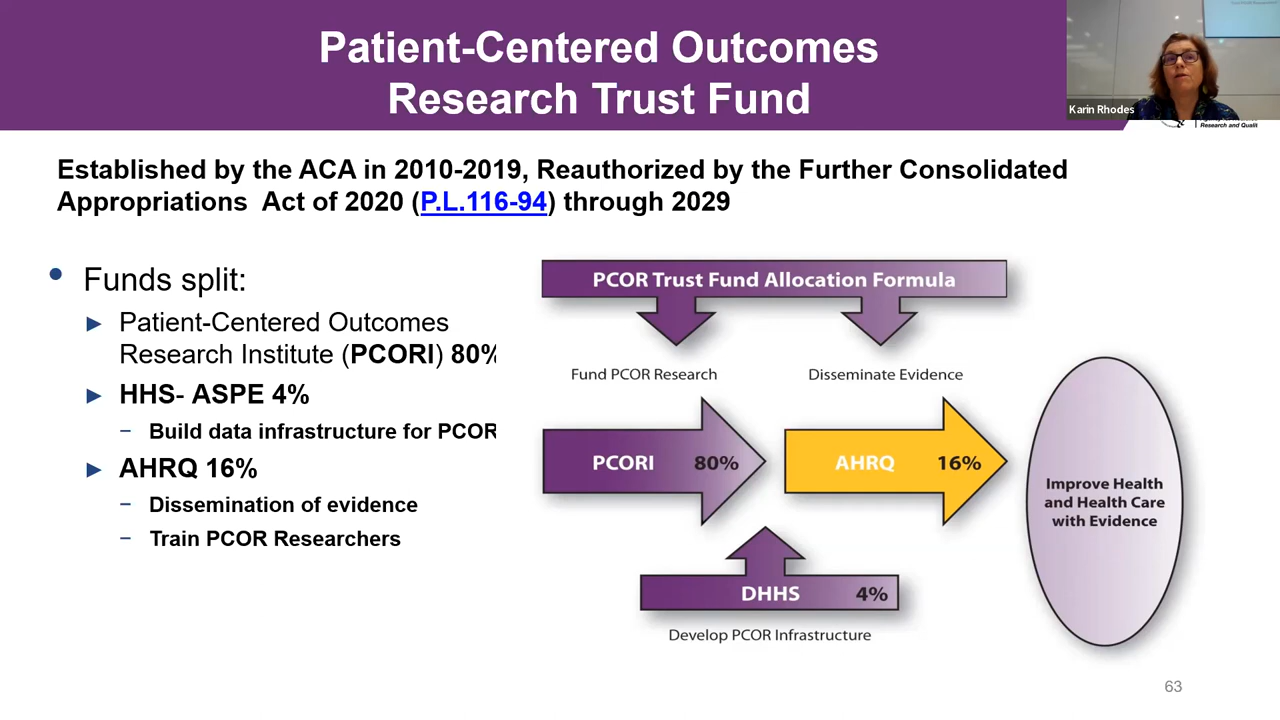 Patient-Centered Outcomes
Research Trust Fund
Karin Rhodes
Research and Qualit
Established by the ACA in 2010-2019, Reauthorized by the Further Consolidated
Appropriations Act of 2020 (P.L.116-94) through 2029
• Funds split:
► Patient-Centered Outcomes
Research Institute (PCORI) 80%
► HHS- ASPE 4%
− Build data infrastructure for PCOR
► AHRQ 16%
− Dissemination of evidence
− Train PCOR Researchers
PCOR Trust Fund Allocation Formula
Fund PCOR Research
Disseminate Evidence
PCORI 80%
AHRQ 16%
Improve Health
and Health Care
with Evidence
DHHS 4%
Develop PCOR Infrastructure
63